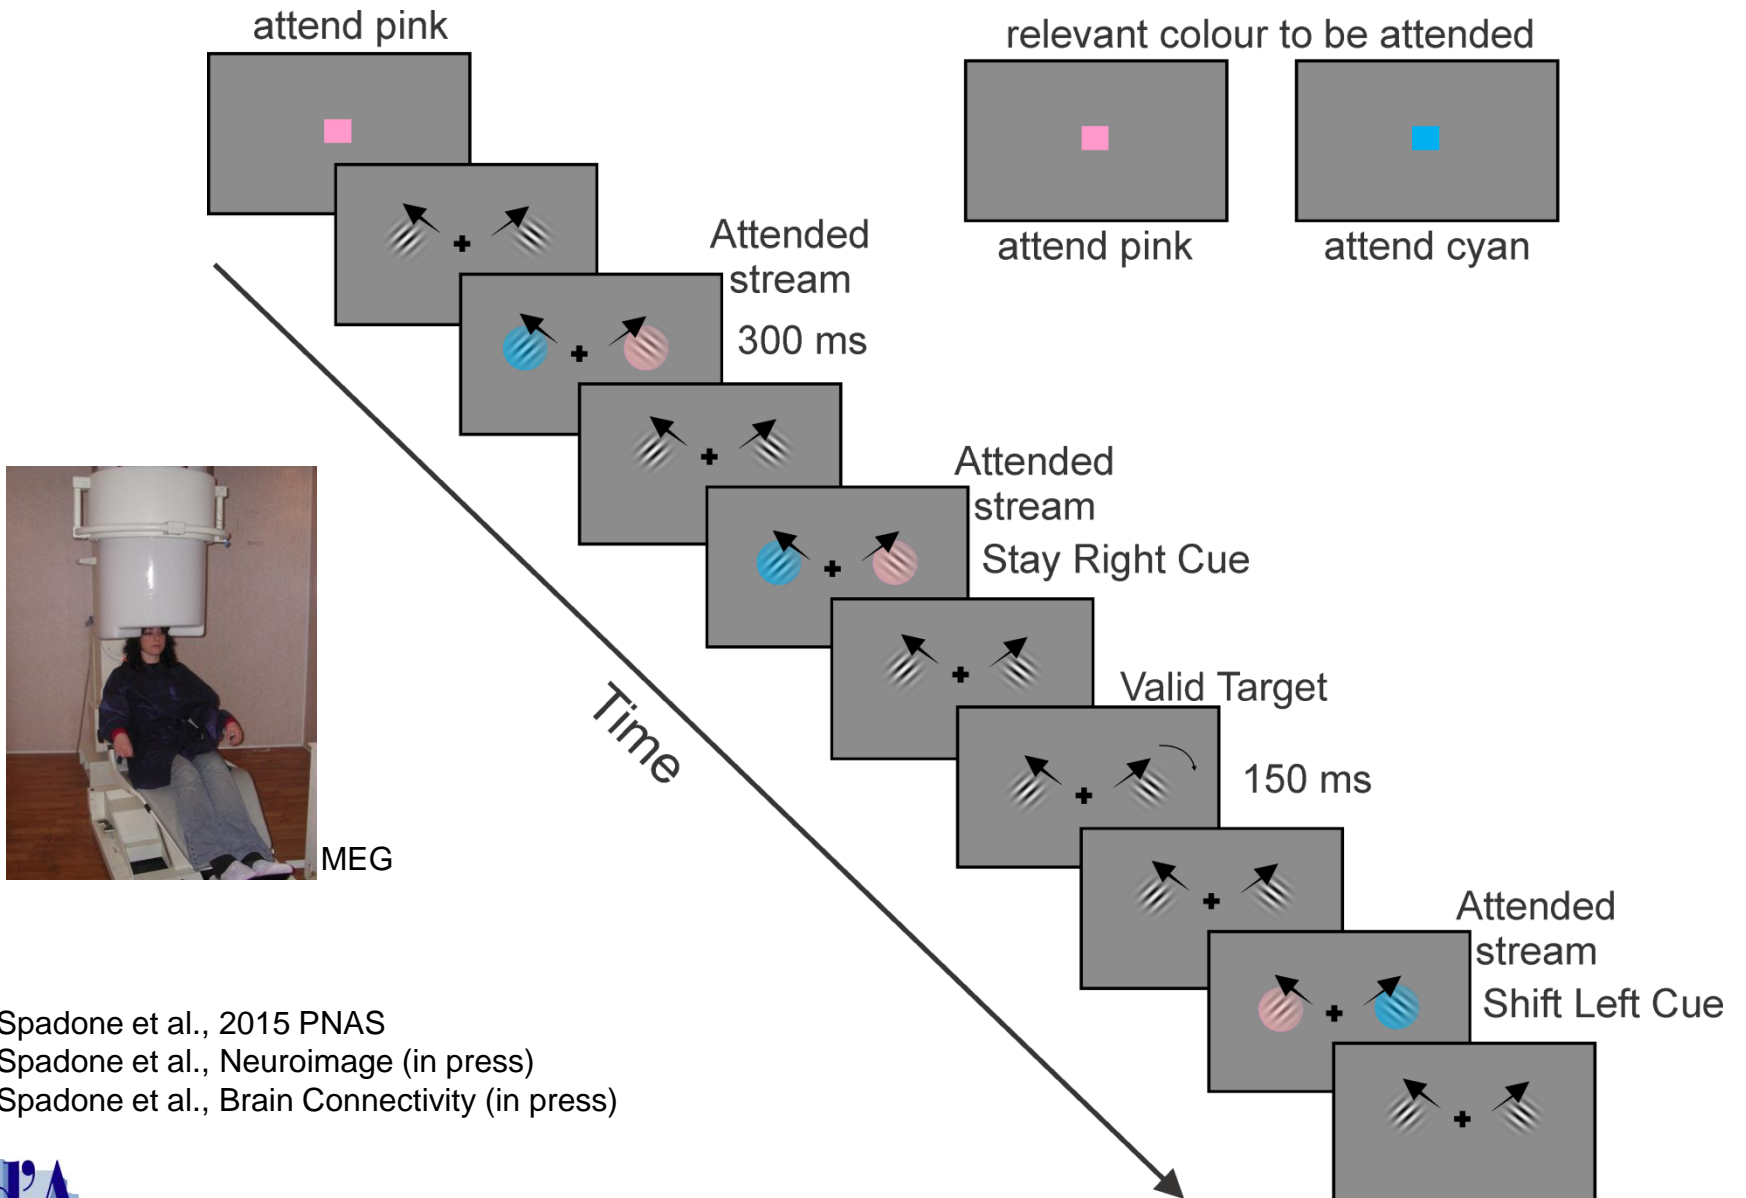 attend pink
relevant colour to be attended
attend pink
attend cyan
Attended
stream
300 ms
Attended
stream
Stay Right Cue
Valid Target
150 ms
Time
MEG
Attended
stream
Shift Left Cue
Spadone et al., 2015 PNAS
Spadone et al., Neuroimage (in press)
Spadone et al., Brain Connectivity (in press)
d'A